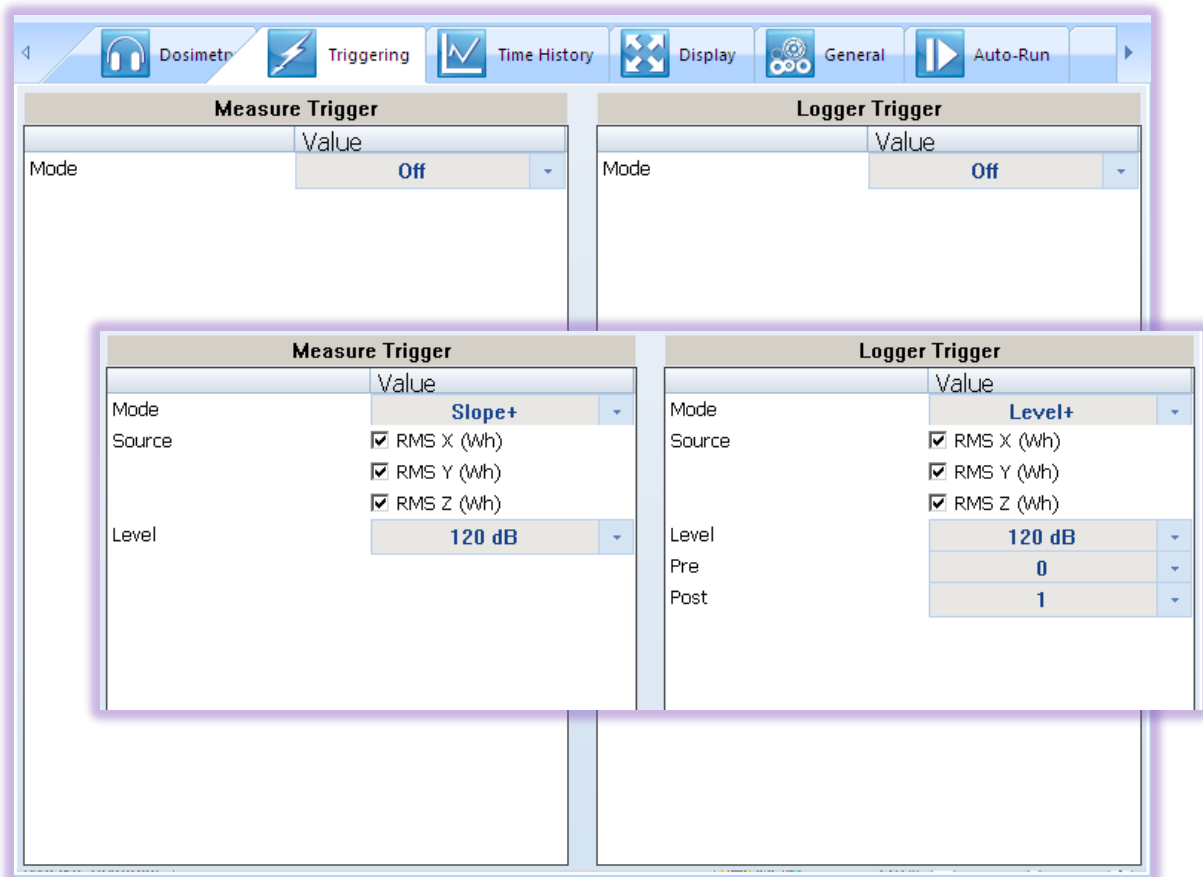 Dosimetry Triggering Time History Display General Auto-Run
Measure Trigger Logger Trigger
Value Value
Mode Off Mode Off
Measure Trigger Logger Trigger
Value Value
Mode Slope+ Mode Level+
Source RMS X (Wh) Source RMS X (Wh)
RMS Y (Wh) RMS Y (Wh)
RMS Z (Wh) RMS Z (Wh)
Level 120 dB Level 120 dB
Pre 0
Post 1